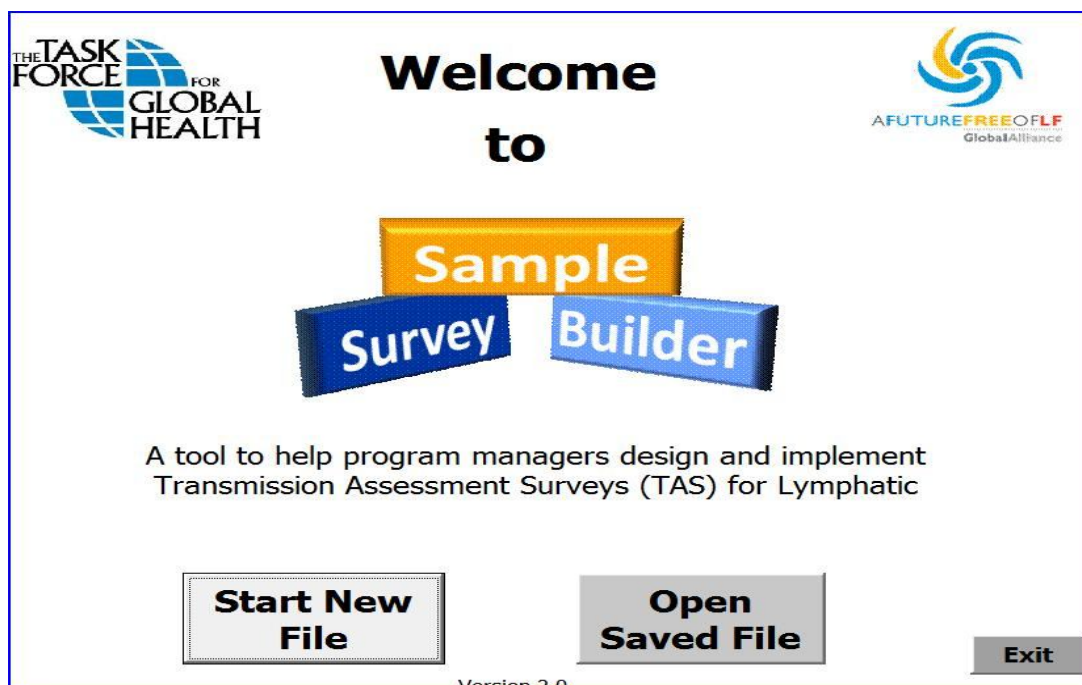 THE TASK
FORCE FOR
GLOBAL
HEALTH
Welcome
to
AFUTUREFREEOFLF
GlobalAlliance
Sample
Survey
Builder
A tool to help program managers design and implement
Transmission Assessment Surveys (TAS) for Lymphatic
Start New
File
Open
Saved File
Exit
Version